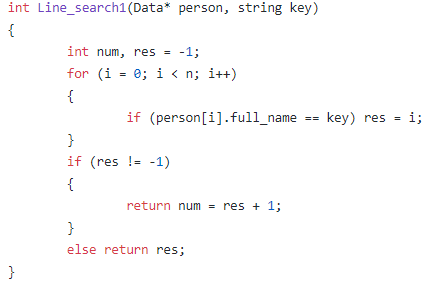 int Line_search1(Data* person, string key)
{
int num, res = -1;
for (i = 0; i < n; i++)
{
if (person[i].full_name == key) res = i;
}
if (res != -1)
{
return num = res + 1;
}
else return res;
}